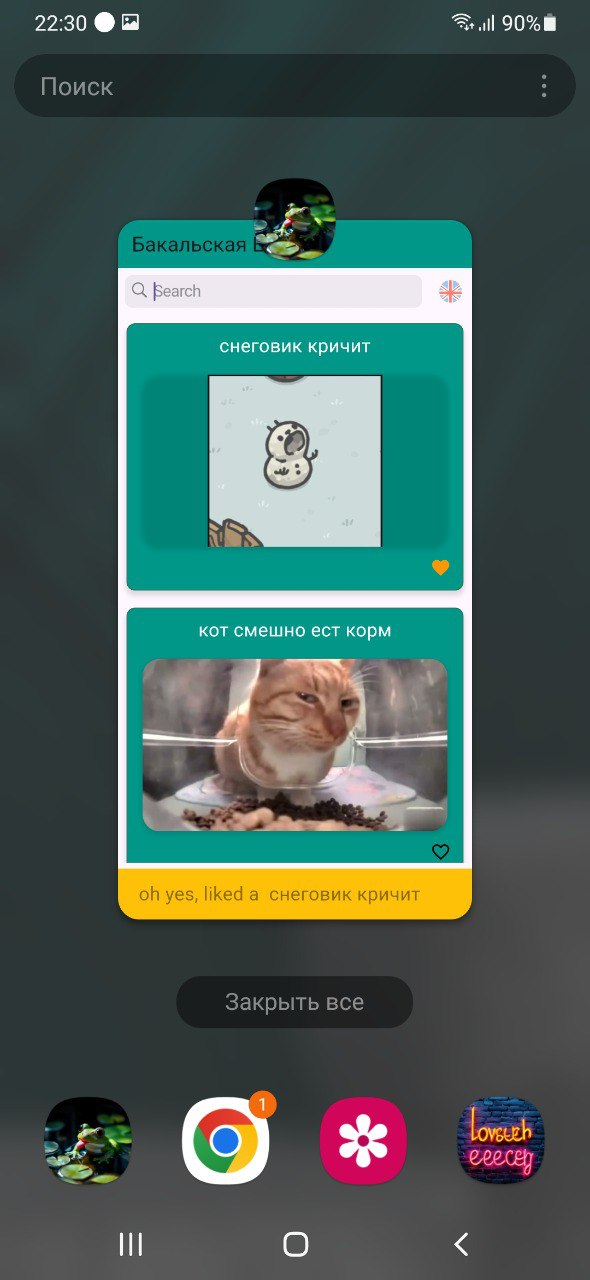 22:30
90%
Поиск
Бакальская
Search
снеговик кричит
кот смешно ест корм
oh yes, liked a снеговик кричит
Закрыть все
1